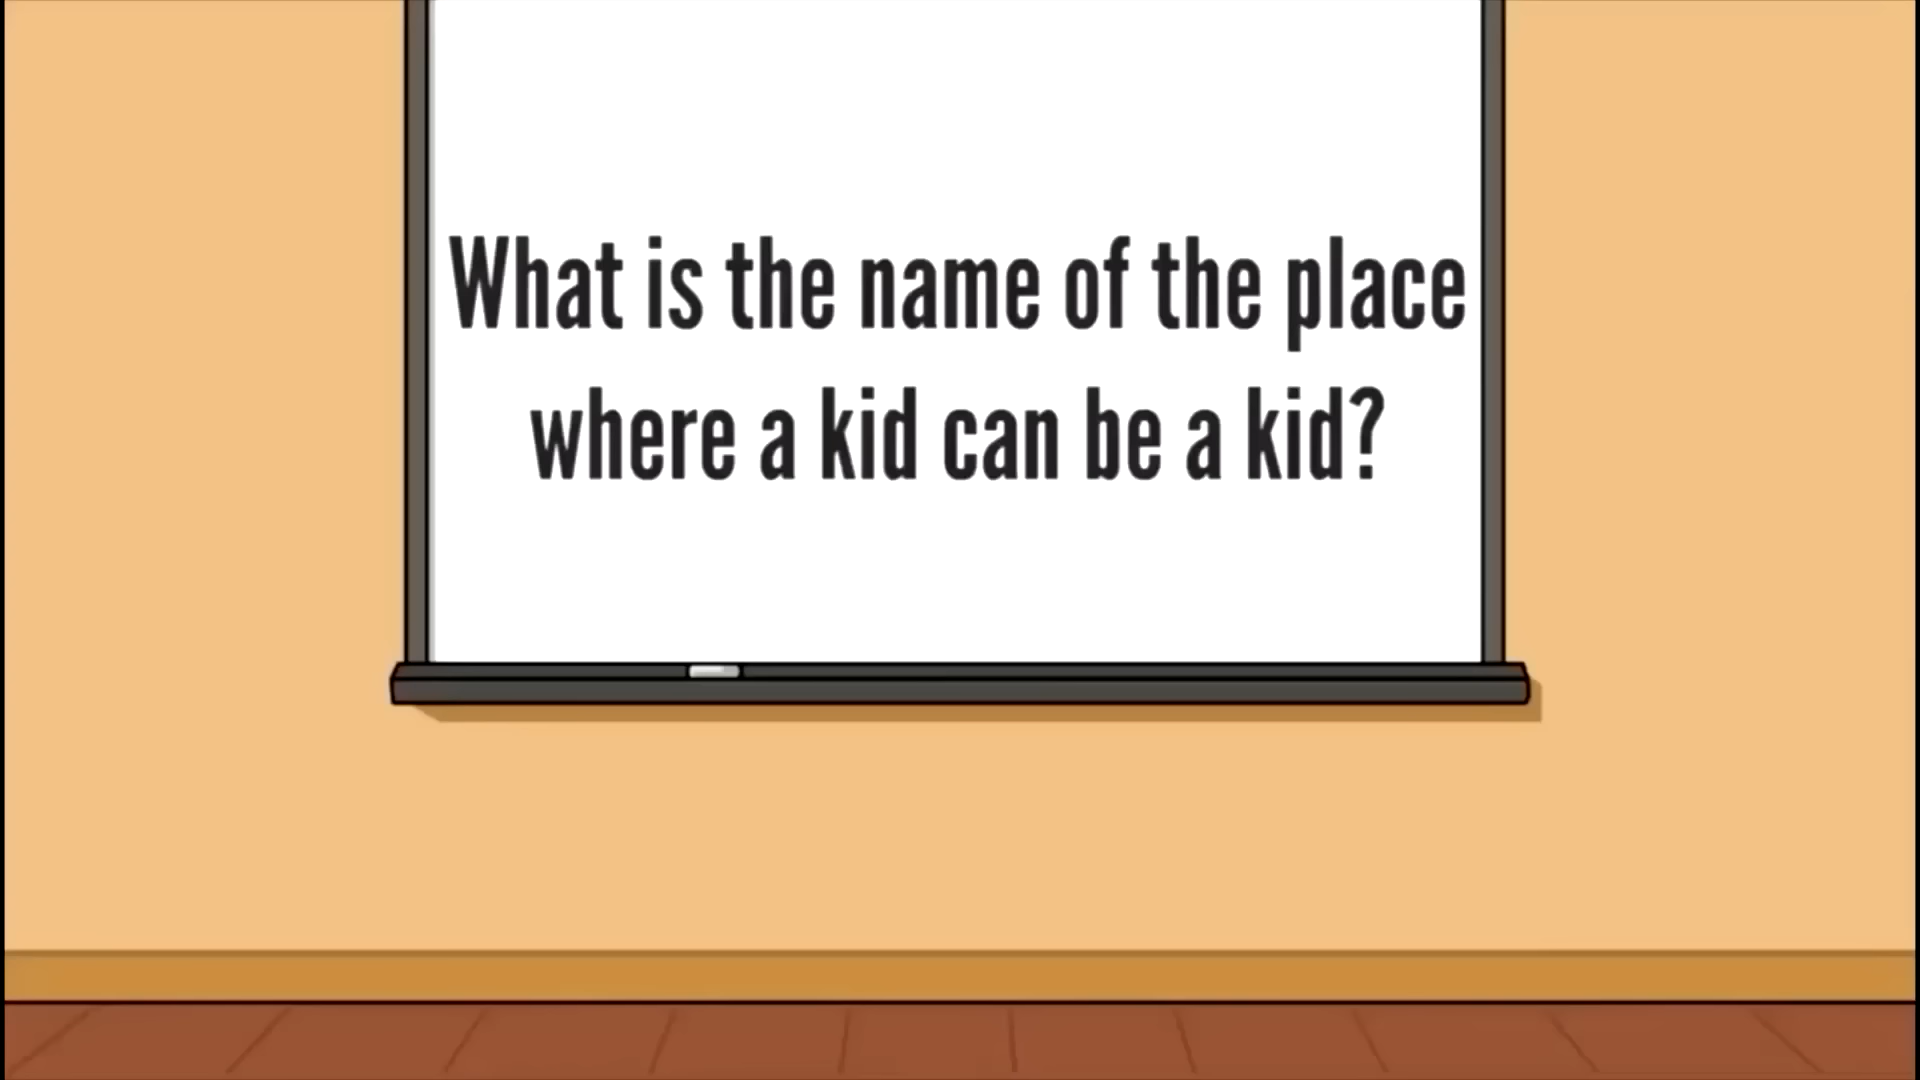 What is the name of the place
where a kid can be a kid?